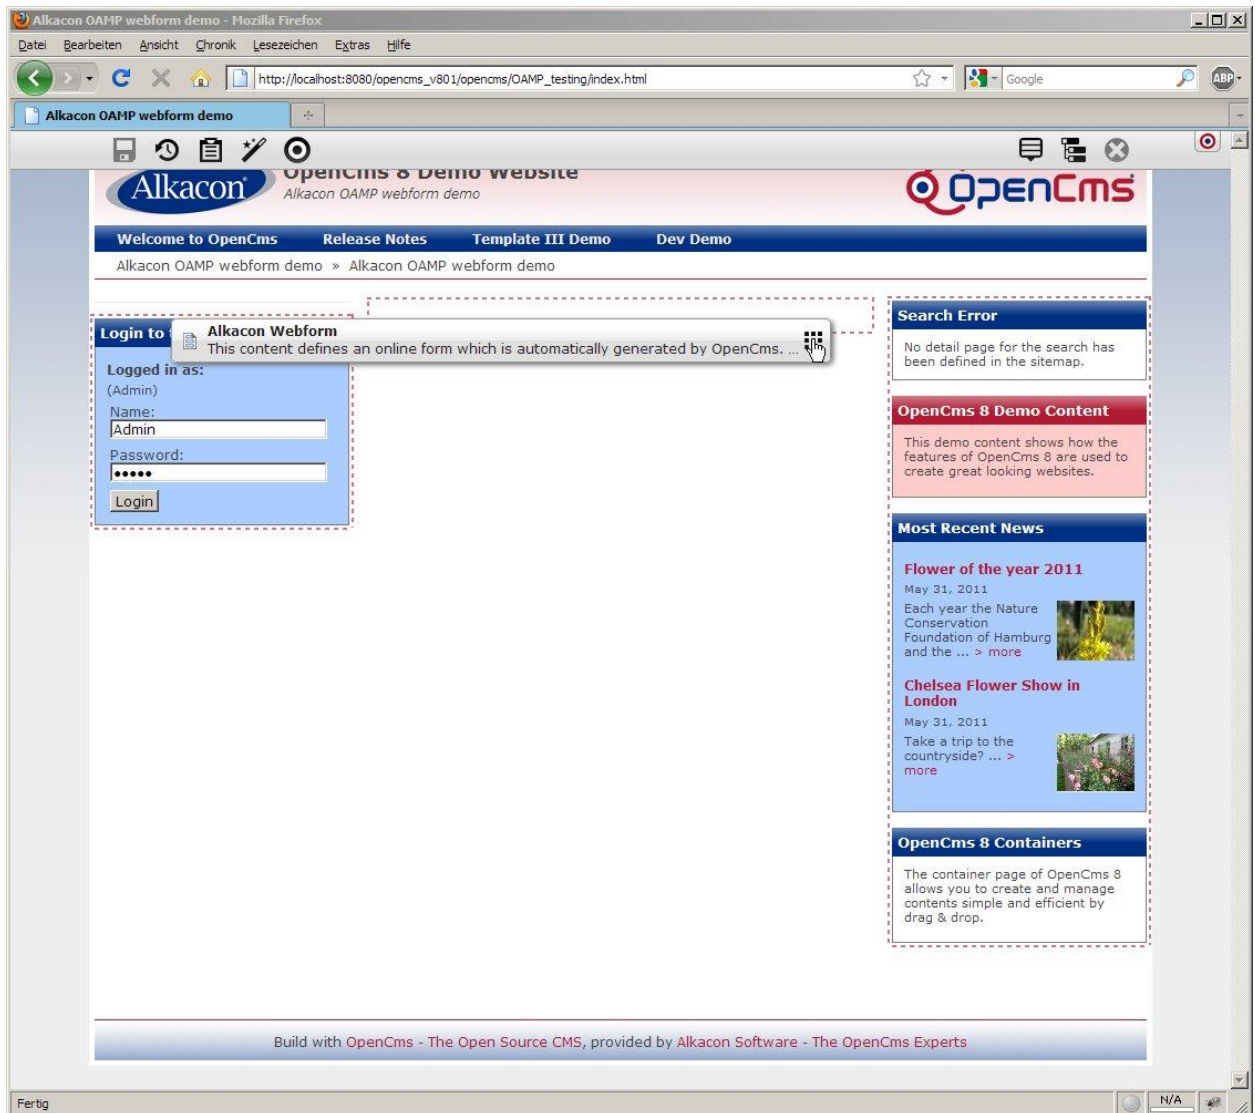 Alkacon OAMP webform demo - Mozilla Firefox
Datei Bearbeiten Ansicht Chronik Lesezeichen Extras Hilfe
http://localhost:8080/opencms_v801/opencms/OAMP_testing/index.html
Google
ABP
Alkacon OAMP webform demo
Alkacon
OpenCms 8 Demo Website
Alkacon OAMP webform demo
OpenCms
Welcome to OpenCms Release Notes Template III Demo Dev Demo
Alkacon OAMP webform demo » Alkacon OAMP webform demo
Login to
Alkacon Webform
This content defines an online form which is automatically generated by OpenCms. ...
Logged in as:
(Admin)
Name:
Admin
Password:
●●●●●
Login
Search Error
No detail page for the search has
been defined in the sitemap.
OpenCms 8 Demo Content
This demo content shows how the
features of OpenCms 8 are used to
create great looking websites.
Most Recent News
Flower of the year 2011
May 31, 2011
Each year the Nature
Conservation
Foundation of Hamburg
and the ... > more
Chelsea Flower Show in
London
May 31, 2011
Take a trip to the
countryside? ... >
more
OpenCms 8 Containers
The container page of OpenCms 8
allows you to create and manage
contents simple and efficient by
drag & drop.
Build with OpenCms - The Open Source CMS, provided by Alkacon Software - The OpenCms Experts
Fertig
N/A